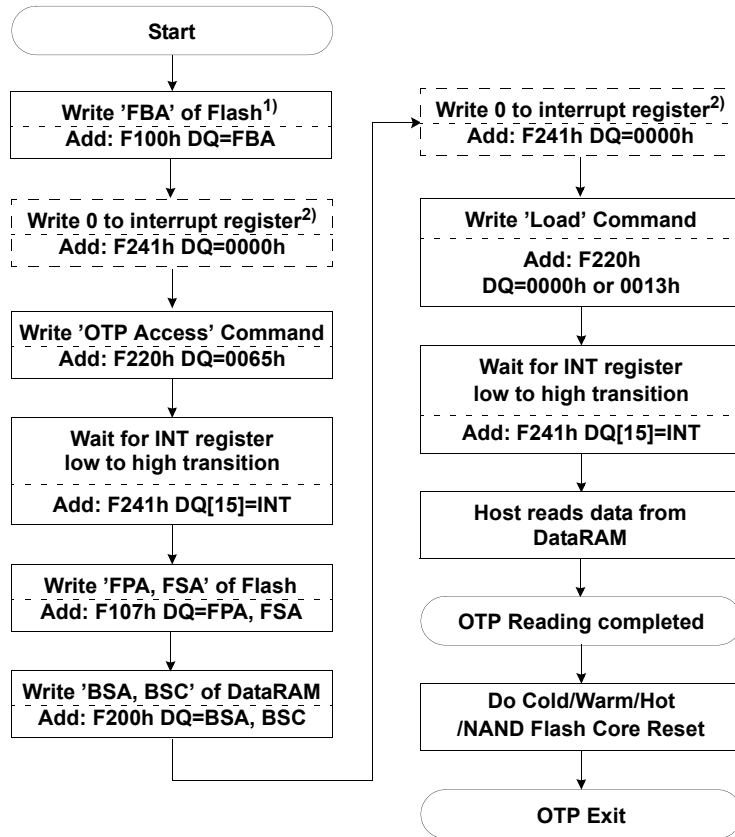 Start
Write 'FBA' of Flash1)
Add: F100h DQ=FBA
Write 0 to interrupt register2)
Add: F241h DQ=0000h
Write 'OTP Access' Command
Add: F220h DQ=0065h
Wait for INT register
low to high transition
Add: F241h DQ[15]=INT
Write 'FPA, FSA' of Flash
Add: F107h DQ=FPA, FSA
Write 'BSA, BSC' of DataRAM
Add: F200h DQ=BSA, BSC
Write 0 to interrupt register2)
Add: F241h DQ=0000h
Write 'Load' Command
Add: F220h
DQ=0000h or 0013h
Wait for INT register
low to high transition
Add: F241h DQ[15]=INT
Host reads data from
DataRAM
OTP Reading completed
Do Cold/Warm/Hot
/NAND Flash Core Reset
OTP Exit